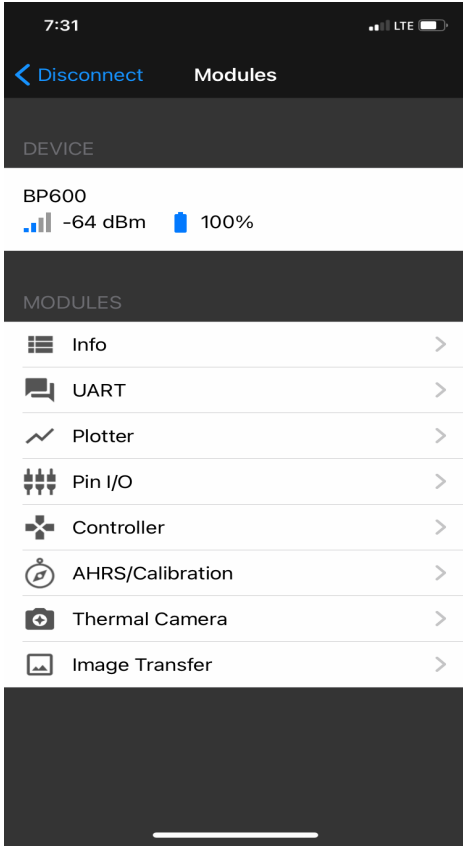 7:31
LTE
Disconnect
Modules
DEVICE
BP600
-64 dBm 100%
MODULES
Info
UART
Plotter
Pin I/O
Controller
AHRS/Calibration
Thermal Camera
Image Transfer